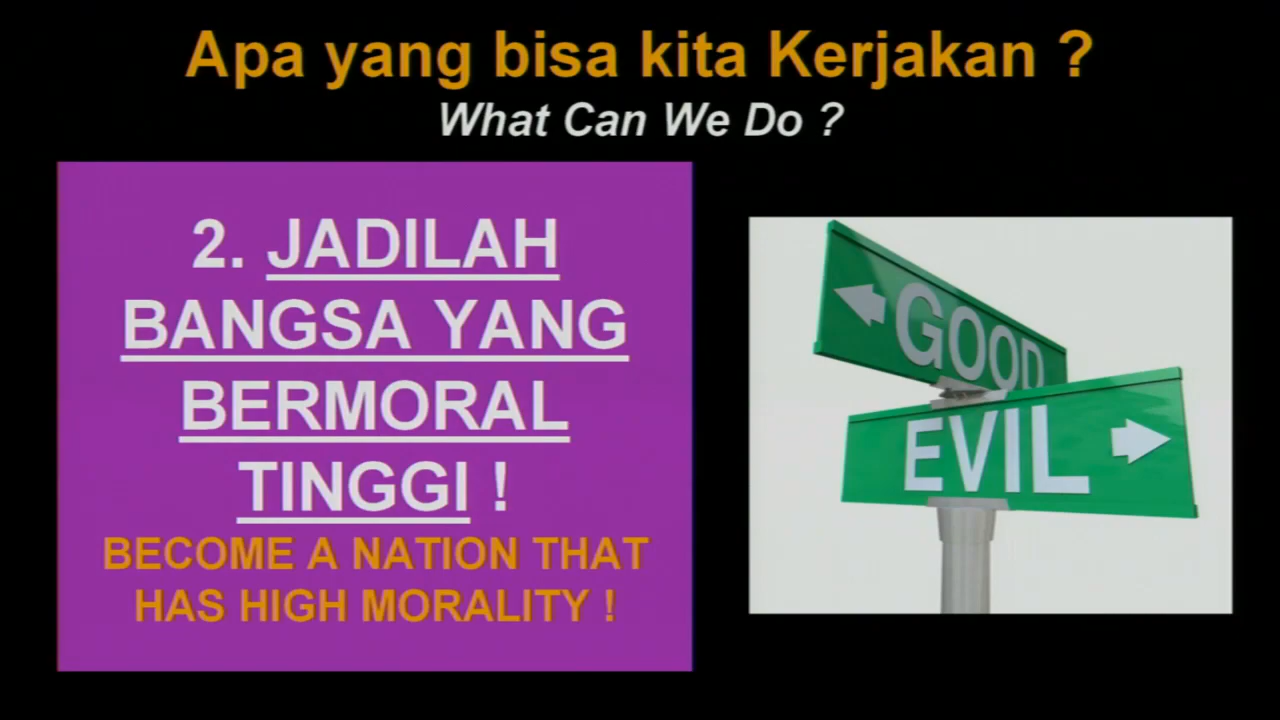 Apa yang bisa kita Kerjakan ?
What Can We Do ?
2. JADILAH
BANGSA YANG
BERMORAL
TINGGI !
BECOME A NATION THAT
HAS HIGH MORALITY !
GOOD
EVIL